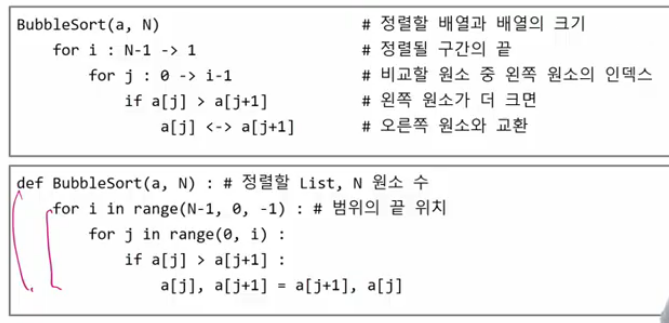 BubbleSort(a, N) # 정렬할 배열과 배열의 크기
for i : N-1 -> 1 # 정렬될 구간의 끝
for j : 0 -> i-1 # 비교할 원소 중 왼쪽 원소의 인덱스
if a[j] > a[j+1] # 왼쪽 원소가 더 크면
a[j] <-> a[j+1] # 오른쪽 원소와 교환
def BubbleSort(a, N) : # 정렬할 List, N 원소 수
for i in range(N-1, 0, -1) : # 범위의 끝 위치
for j in range(0, i) :
if a[j] > a[j+1] :
a[j], a[j+1] = a[j+1], a[j]